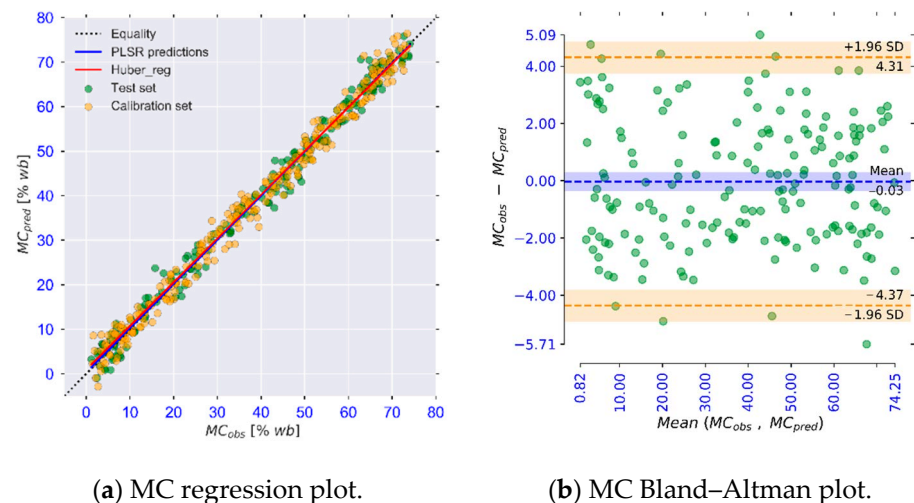 80
70
60
50
40
30
20
10
0
MCpred [% wb]
Equality
PLSR predictions
Huber_reg
Test set
Calibration set
0 10 20 30 40 50 60 70 80
MCobs [% wb]
5.09
4.00
2.00
0.00
−2.00
−4.00
−5.71
MCobs − MCpred
+1.96 SD
4.31
Mean
−0.03
−4.37
−1.96 SD
0.82 10.00 20.00 30.00 40.00 50.00 60.00 74.25
Mean (MCobs , MCpred)
(a) MC regression plot.
(b) MC Bland–Altman plot.